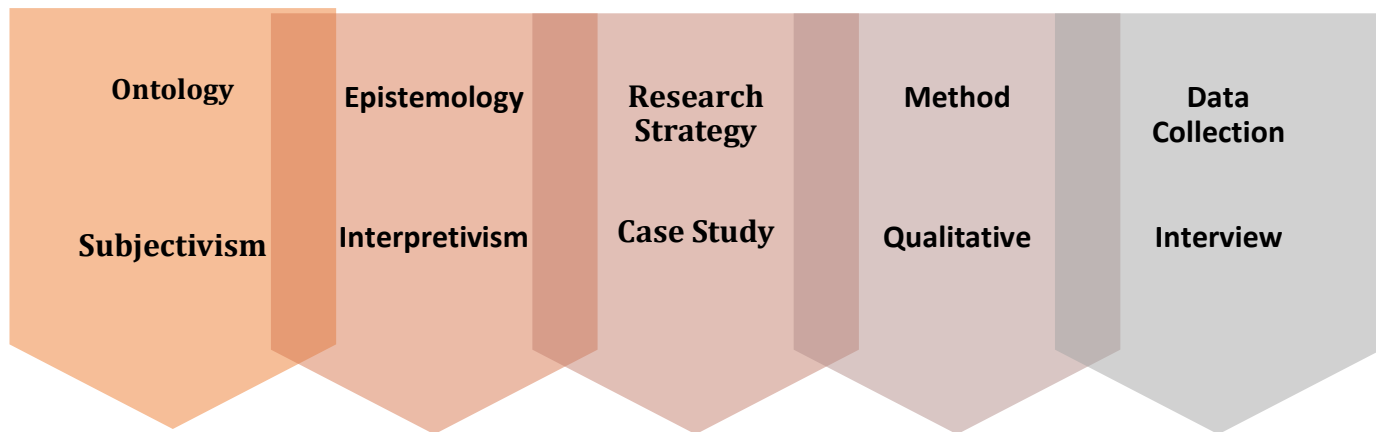 Ontology
Subjectivism
Epistemology
Interpretivism
Research
Strategy
Case Study
Method
Qualitative
Data
Collection
Interview